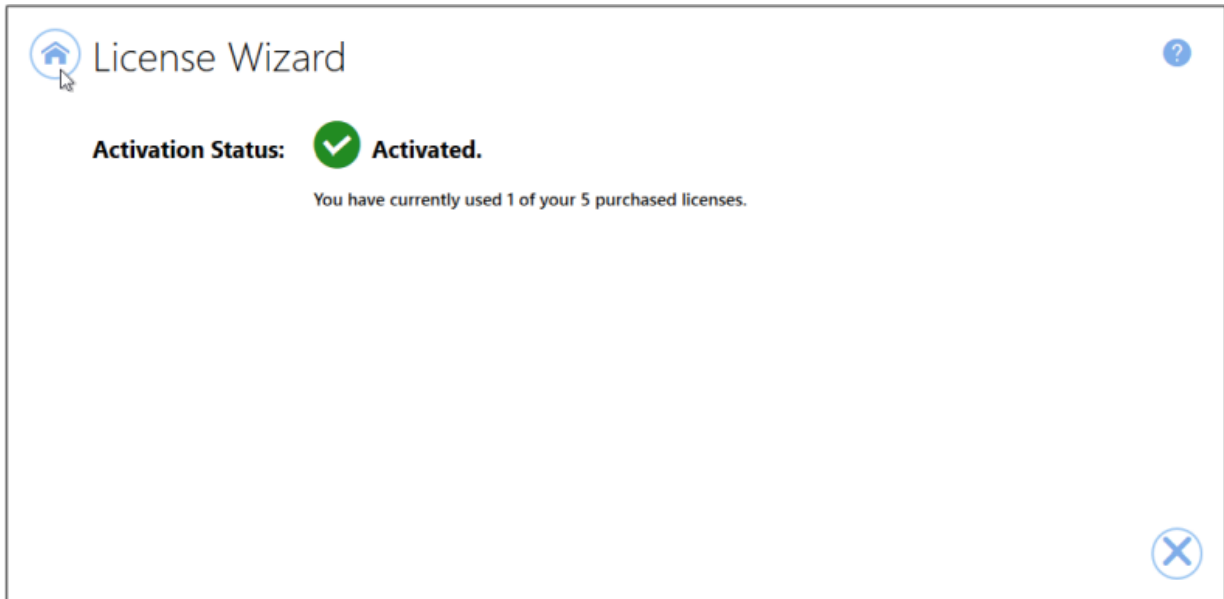 License Wizard
?
Activation Status:
Activated.
You have currently used 1 of your 5 purchased licenses.